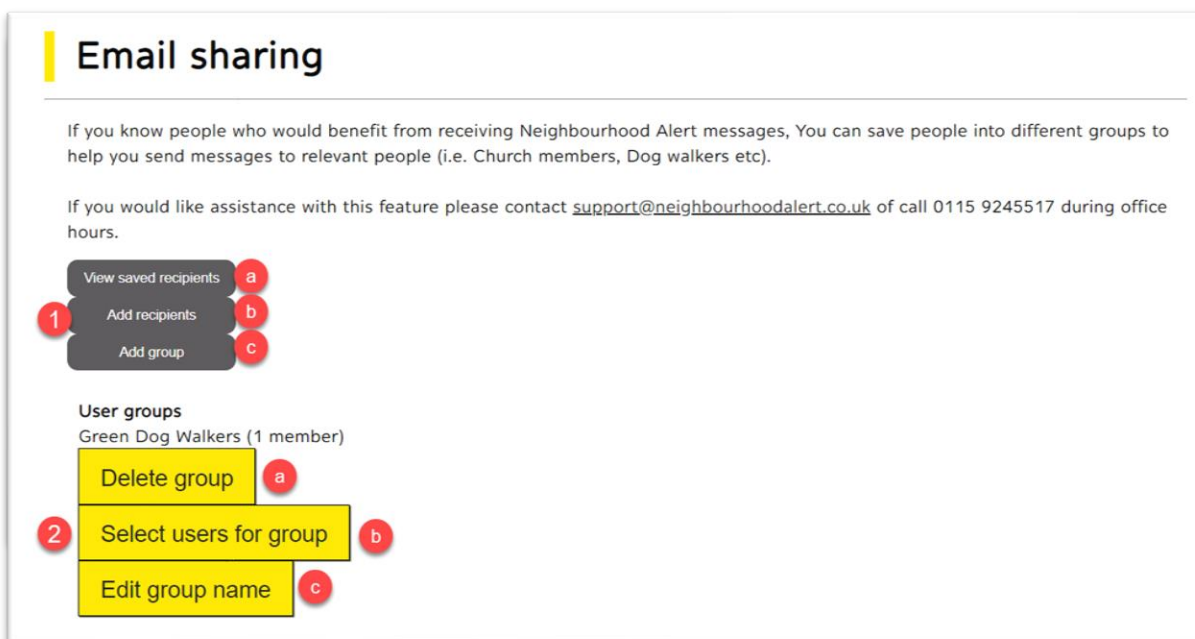 Email sharing
If you know people who would benefit from receiving Neighbourhood Alert messages, You can save people into different groups to
help you send messages to relevant people (i.e. Church members, Dog walkers etc).
If you would like assistance with this feature please contact support@neighbourhoodalert.co.uk of call 0115 9245517 during office
hours.
View saved recipients a
1 Add recipients b
Add group c
User groups
Green Dog Walkers (1 member)
Delete group a
2 Select users for group b
Edit group name c